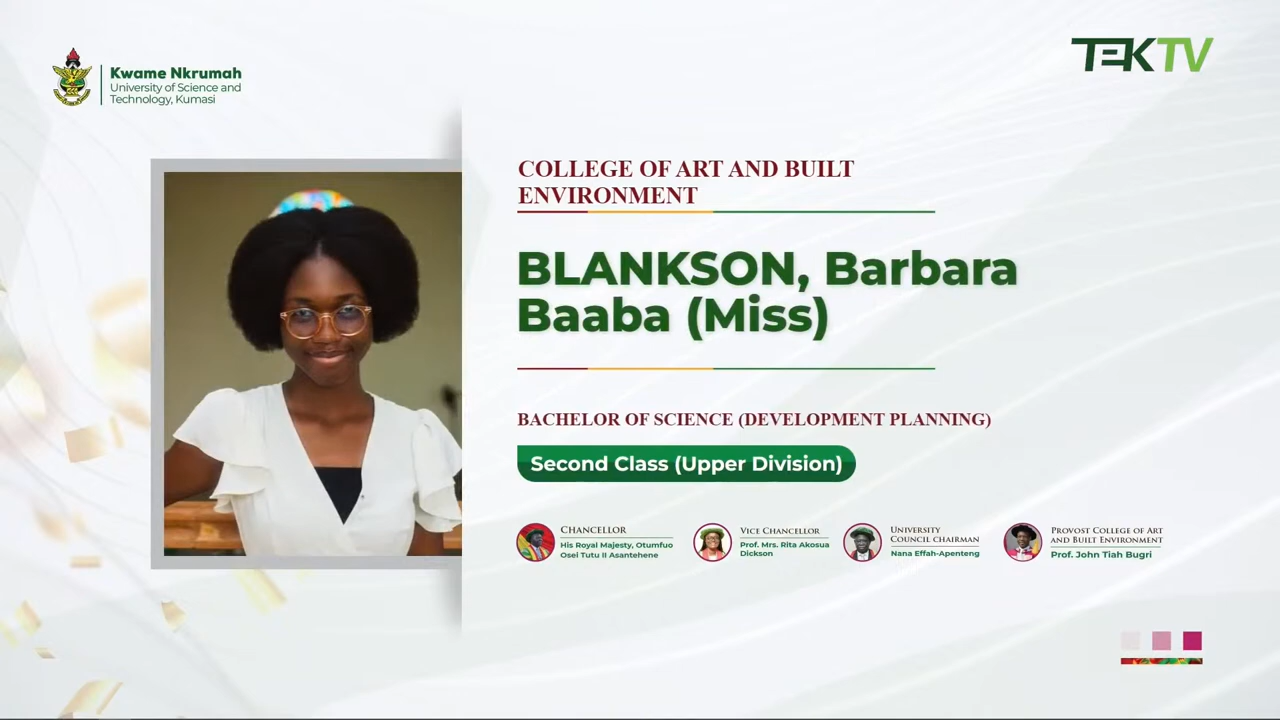 Kwame Nkrumah
University of Science and
Technology, Kumasi
TEKTV
COLLEGE OF ART AND BUILT
ENVIRONMENT
BLANKSON, Barbara
Baaba (Miss)
BACHELOR OF SCIENCE (DEVELOPMENT PLANNING)
Second Class (Upper Division)
CHANCELLOR
His Royal Majesty, Otumfuo
Osei Tutu II Asantehene
VICE CHANCELLOR
Prof. Mrs. Rita Akosua
Dickson
UNIVERSITY
COUNCIL CHAIRMAN
Nana Effah-Apenteng
PROVOST COLLEGE OF ART
AND BUILT ENVIRONMENT
Prof. John Tiah Bugri